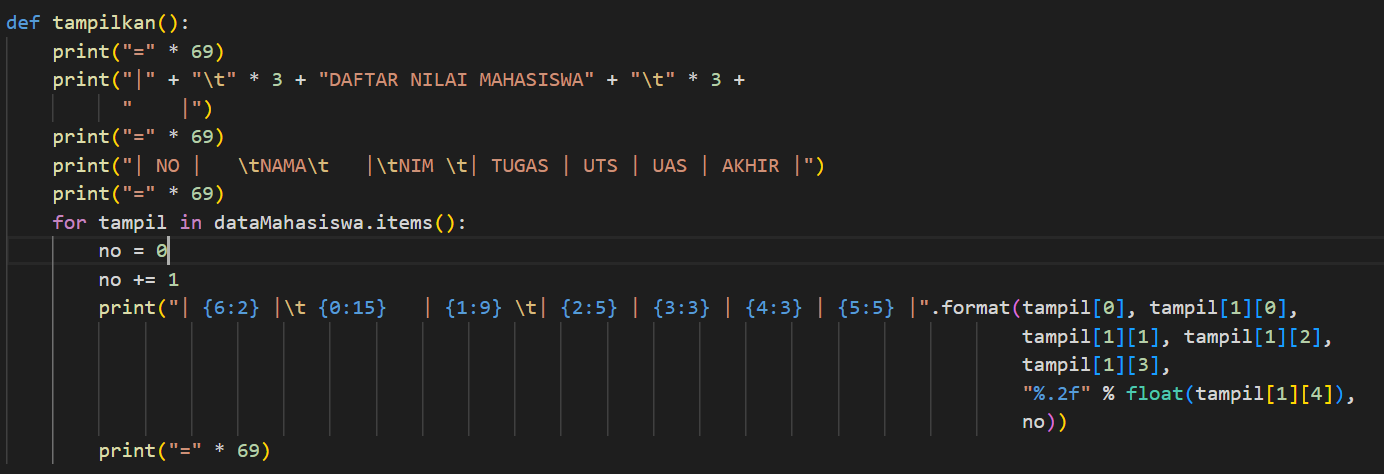 def tampilkan():
    print("=" * 69)
    print("|" + "\t" * 3 + "DAFTAR NILAI MAHASISWA" + "\t" * 3 +
          "    |")
    print("=" * 69)
    print("| NO |   \tNAMA\t   |\tNIM \t| TUGAS | UTS | UAS | AKHIR |")
    print("=" * 69)
    for tampil in dataMahasiswa.items():
        no = 0
        no += 1
        print("| {6:2} |\t {0:15}   | {1:9} \t| {2:5} | {3:3} | {4:3} | {5:5} |".format(tampil[0], tampil[1][0],
                                                                                tampil[1][1], tampil[1][2],
                                                                                tampil[1][3],
                                                                                "%.2f" % float(tampil[1][4]),
                                                                                no))
        print("=" * 69)